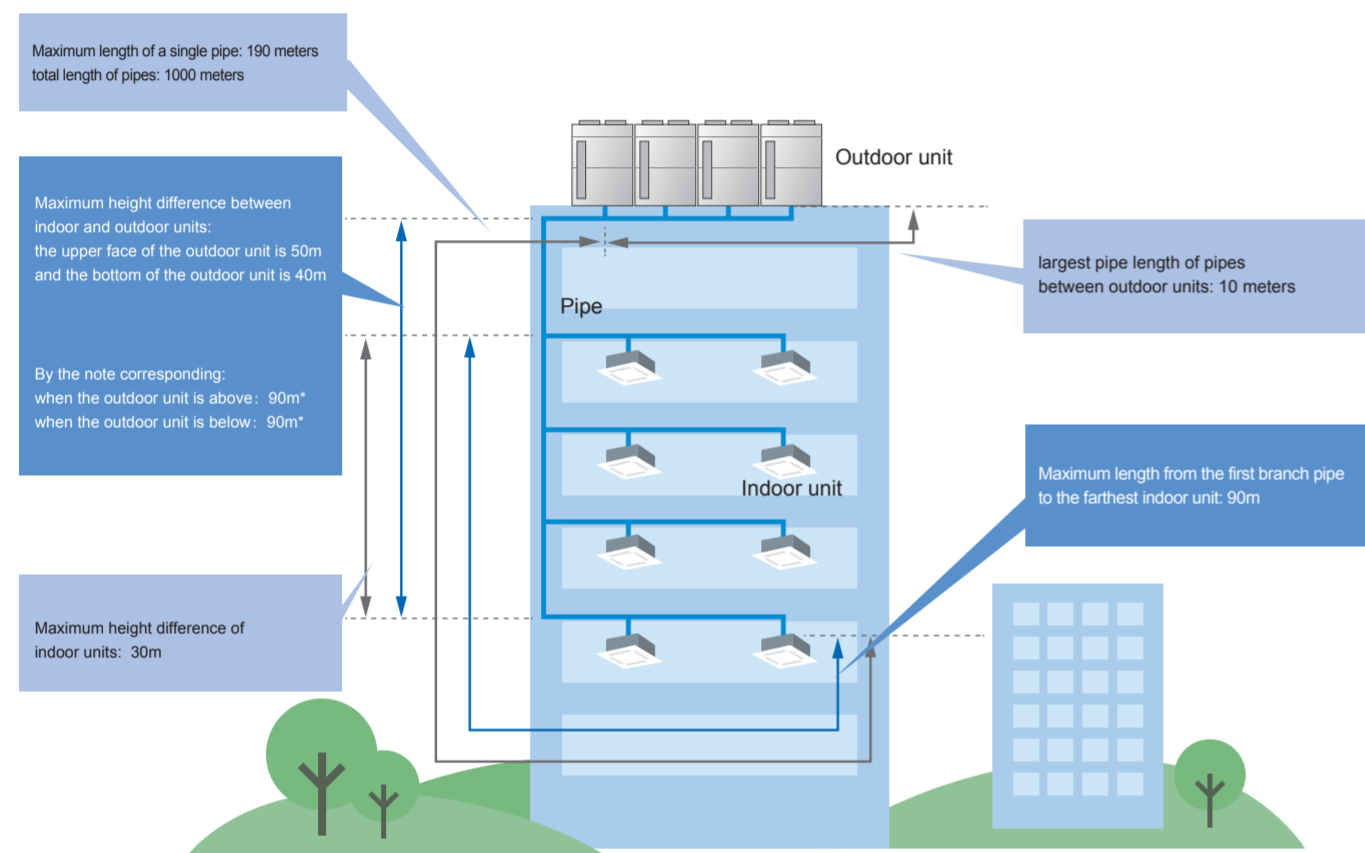 Maximum length of a single pipe: 190 meters
total length of pipes: 1000 meters
Outdoor unit
Maximum height difference between
indoor and outdoor units:
the upper face of the outdoor unit is 50m
and the bottom of the outdoor unit is 40m
largest pipe length of pipes
between outdoor units: 10 meters
Pipe
By the note corresponding:
when the outdoor unit is above: 90m*
when the outdoor unit is below: 90m*
Indoor unit
Maximum length from the first branch pipe
to the farthest indoor unit: 90m
Maximum height difference of
indoor units: 30m